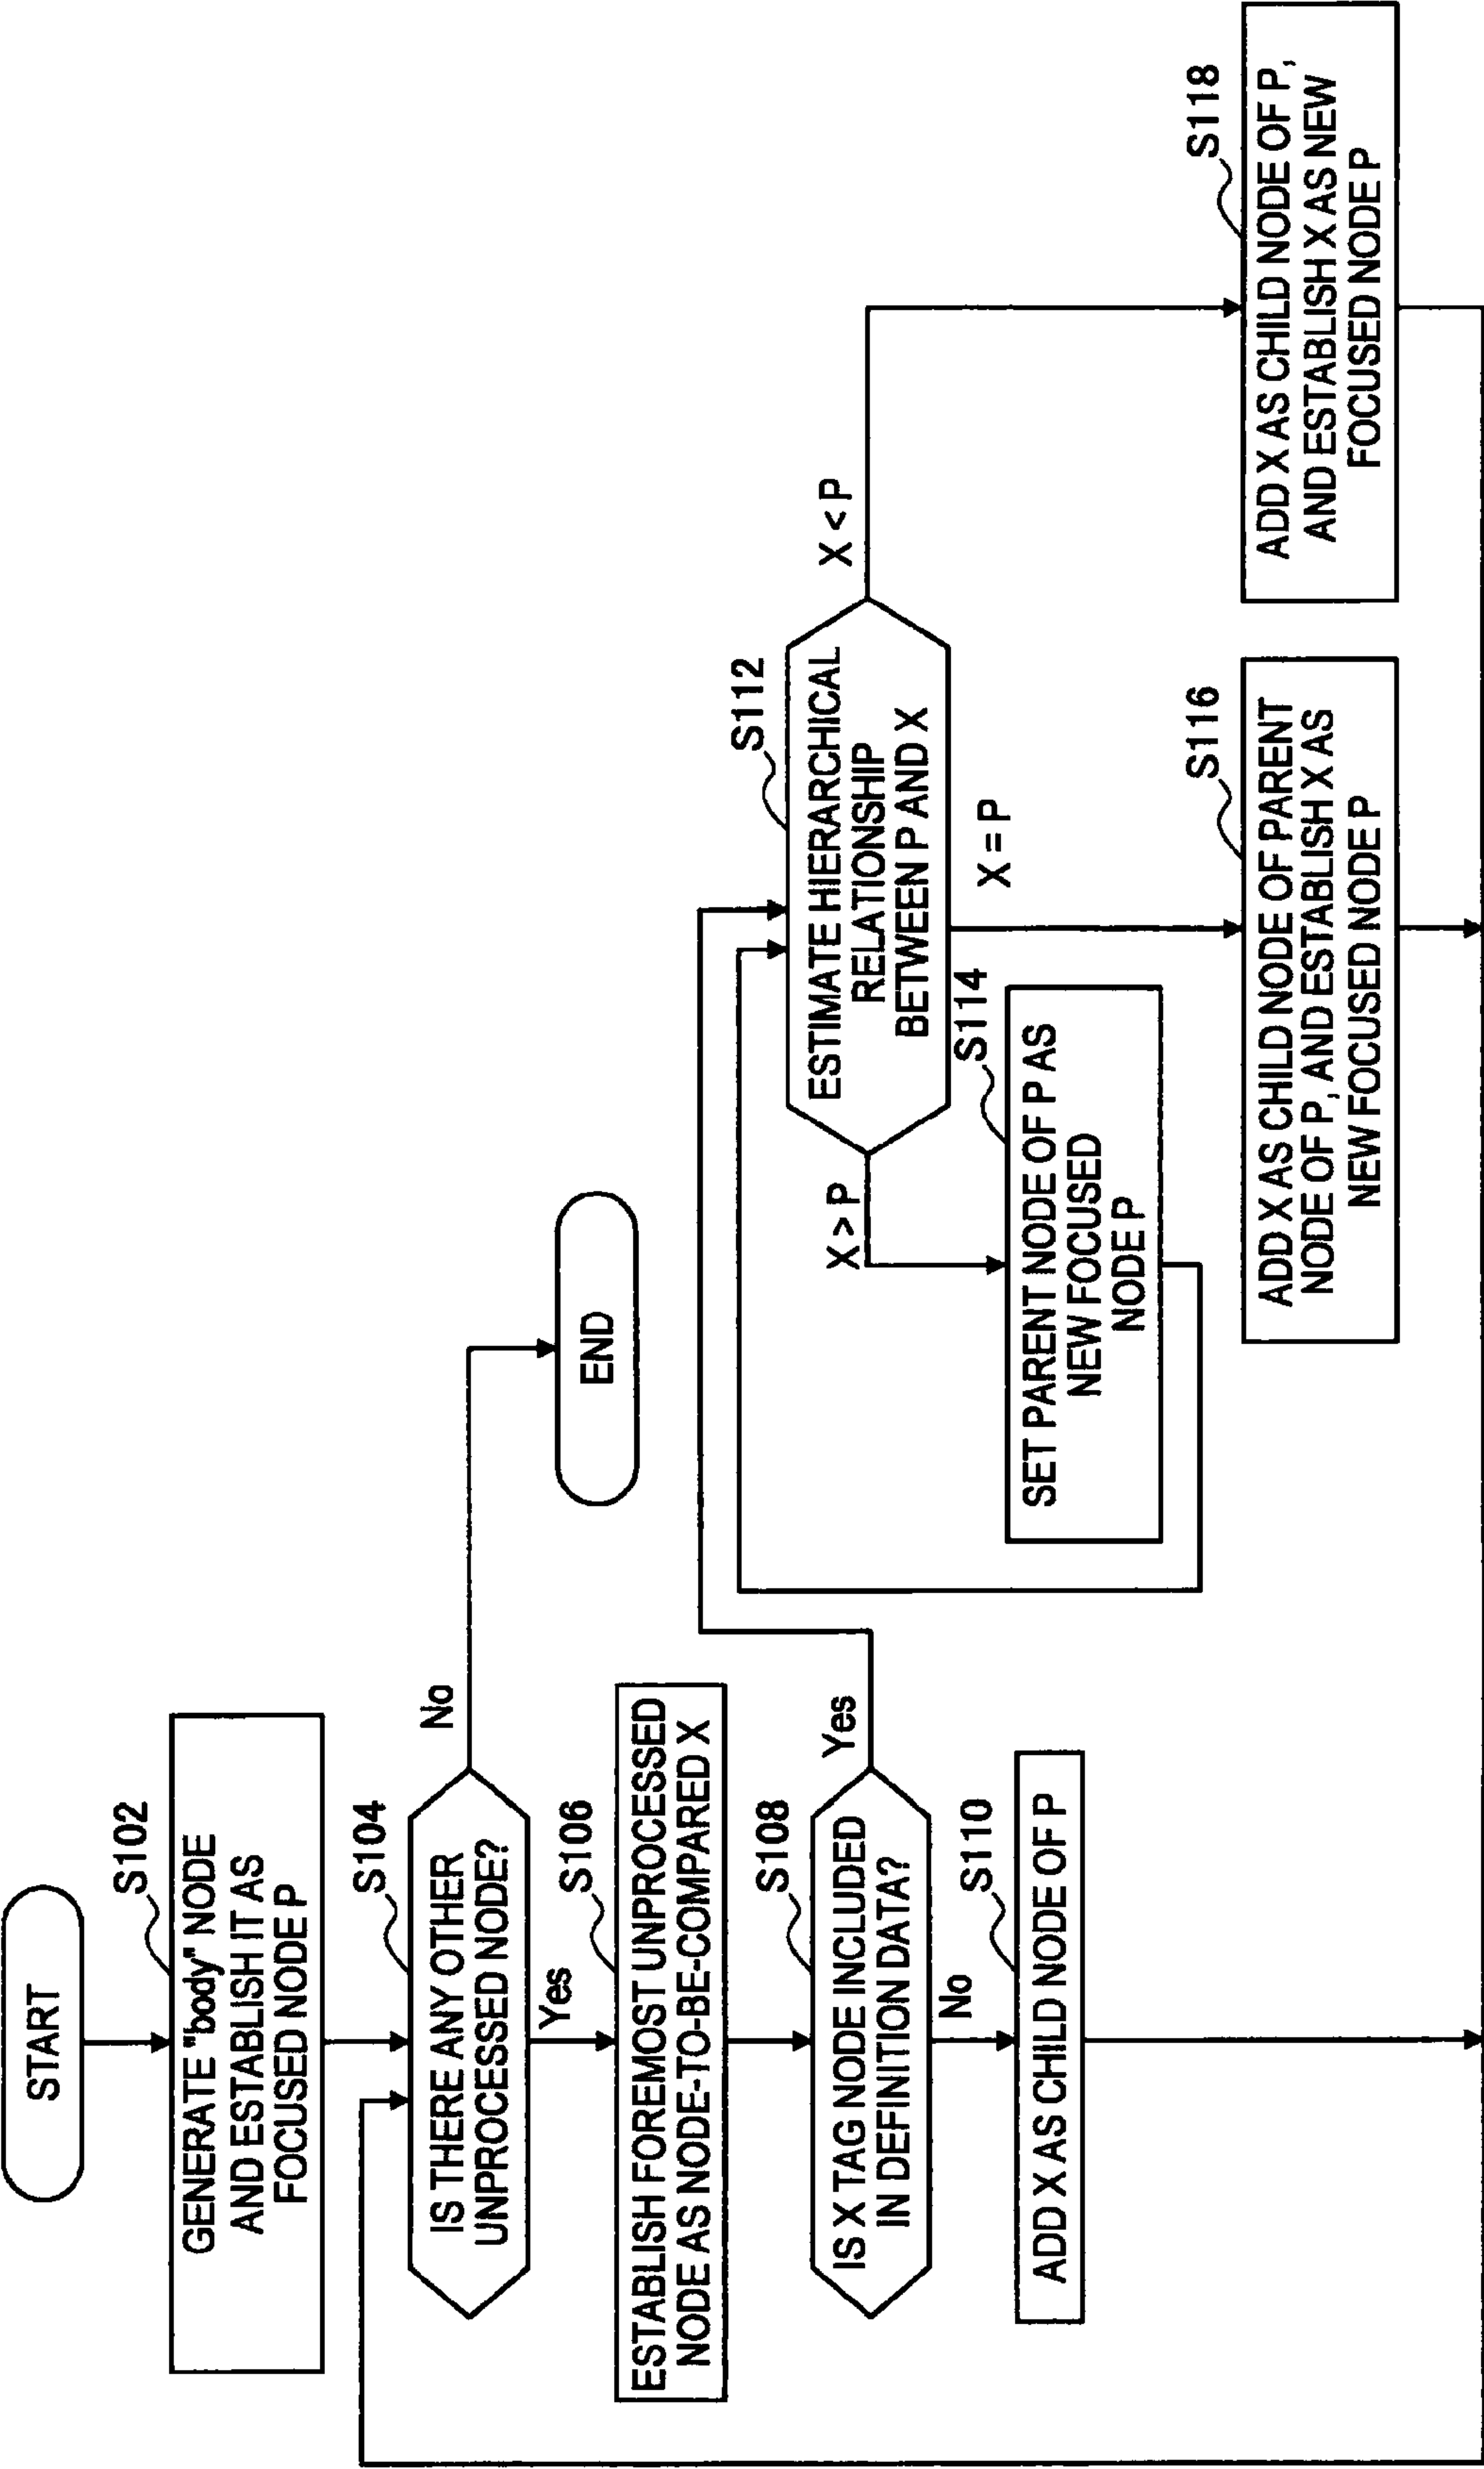 START
S102
GENERATE "body" NODE
AND ESTABLISH IT AS
FOCUSED NODE P
S104
IS THERE ANY OTHER
UNPROCESSED NODE?
No
Yes
END
S106
ESTABLISH FOREMOST UNPROCESSED
NODE AS NODE-TO-BE-COMPARED X
S108
IS X TAG NODE INCLUDED
IN DEFINITION DATA?
Yes
No
S110
ADD X AS CHILD NODE OF P
S112
ESTIMATE HIERARCHICAL
RELATIONSHIP
BETWEEN P AND X
X > P
X = P
X < P
S114
SET PARENT NODE OF P AS
NEW FOCUSED
NODE P
S116
ADD X AS CHILD NODE OF PARENT
NODE OF P, AND ESTABLISH X AS
NEW FOCUSED NODE P
S118
ADD X AS CHILD NODE OF P,
AND ESTABLISH X AS NEW
FOCUSED NODE P